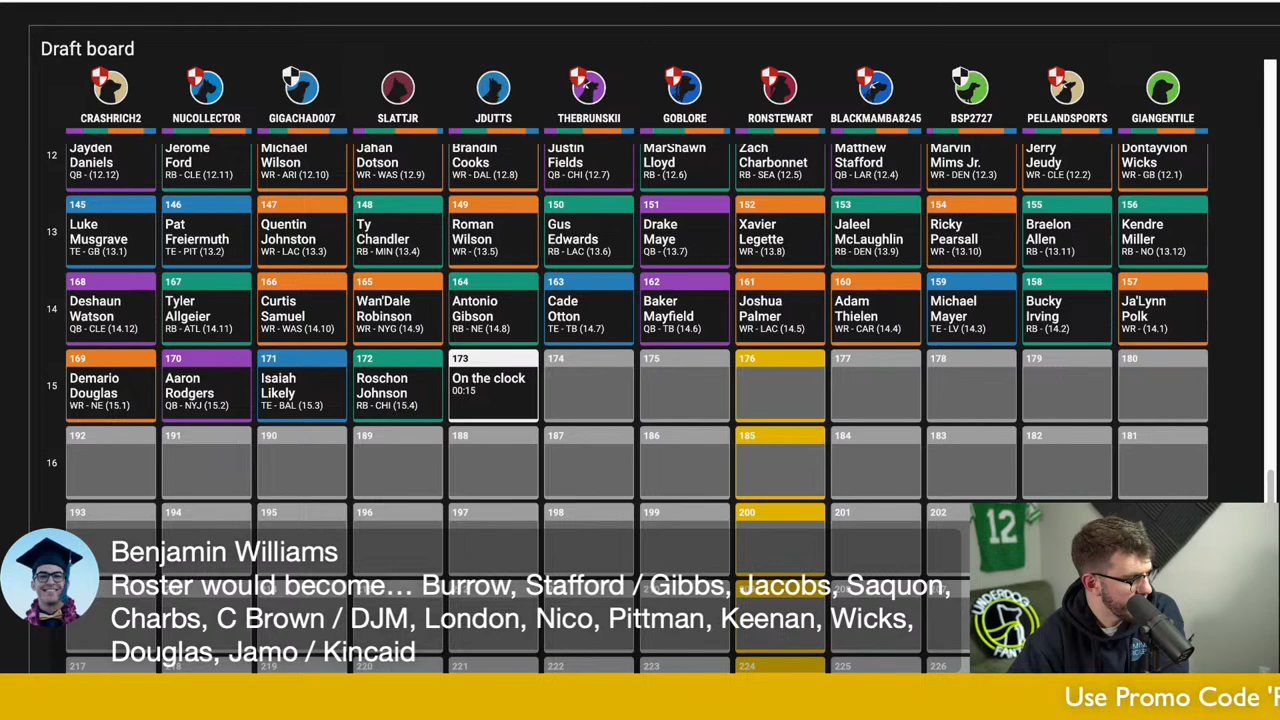 Draft board
CRASHRICH2 NUCOLLECTOR GIGACHAD007 SLATTJR JDUTTS THEBRUNSKII GOBLORE RONSTEWART BLACKMAMBA8245 BSP2727 PELLANDSPORTS GIANGENTILE
12
Jayden Daniels
QB - (12.12)
Jerome Ford
RB - CLE (12.11)
Michael Wilson
WR - ARI (12.10)
Jahan Dotson
WR - WAS (12.9)
Brandin Cooks
WR - DAL (12.8)
Justin Fields
QB - CHI (12.7)
MarShawn Lloyd
RB - (12.6)
Zach Charbonnet
RB - SEA (12.5)
Matthew Stafford
QB - LAR (12.4)
Marvin Mims Jr.
WR - DEN (12.3)
Jerry Jeudy
WR - CLE (12.2)
Dontayvion Wicks
WR - GB (12.1)
13
145
Luke Musgrave
TE - GB (13.1)
146
Pat Freiermuth
TE - PIT (13.2)
147
Quentin Johnston
WR - LAC (13.3)
148
Ty Chandler
RB - MIN (13.4)
149
Roman Wilson
WR - (13.5)
150
Gus Edwards
RB - LAC (13.6)
151
Drake Maye
QB - (13.7)
152
Xavier Legette
WR - (13.8)
153
Jaleel McLaughlin
RB - DEN (13.9)
154
Ricky Pearsall
WR - (13.10)
155
Braelon Allen
RB - (13.11)
156
Kendre Miller
RB - NO (13.12)
14
168
Deshaun Watson
QB - CLE (14.12)
167
Tyler Allgeier
RB - ATL (14.11)
166
Curtis Samuel
WR - WAS (14.10)
165
Wan'Dale Robinson
WR - NYG (14.9)
164
Antonio Gibson
RB - NE (14.8)
163
Cade Otton
TE - TB (14.7)
162
Baker Mayfield
QB - TB (14.6)
161
Joshua Palmer
WR - LAC (14.5)
160
Adam Thielen
WR - CAR (14.4)
159
Michael Mayer
TE - LV (14.3)
158
Bucky Irving
RB - (14.2)
157
Ja'Lynn Polk
WR - (14.1)
15
169
Demario Douglas
WR - NE (15.1)
170
Aaron Rodgers
QB - NYJ (15.2)
171
Isaiah Likely
TE - BAL (15.3)
172
Roschon Johnson
RB - CHI (15.4)
173
On the clock
00:15
174 175 176 177 178 179 180
16
192 191 190 189 188 187 186 185 184 183 182 181
193 194 195 196 197 198 199 200 201 202
217 221 222 223 224 225 226
Benjamin Williams
Roster would become... Burrow, Stafford / Gibbs, Jacobs, Saquon,
Charbs, C Brown / DJM, London, Nico, Pittman, Keenan, Wicks,
Douglas, Jamo / Kincaid
12
UNDERDOG
FANT
Use Promo Code